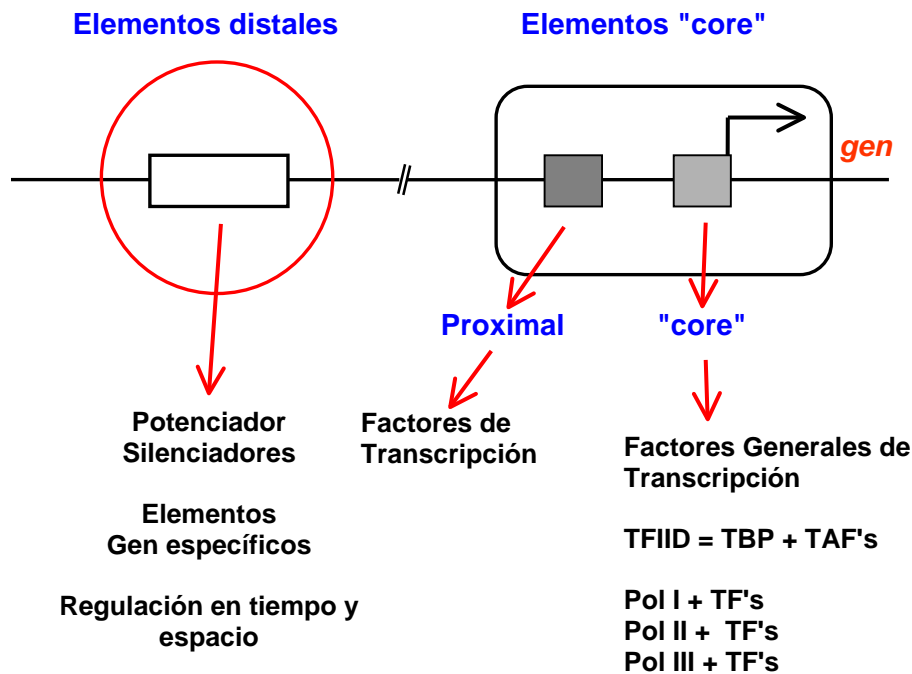 Elementos distales
Elementos "core"
gen
Proximal
"core"
Potenciador
Silenciadores
Elementos
Gen específicos
Regulación en tiempo y
espacio
Factores de
Transcripción
Factores Generales de
Transcripción
TFIID = TBP + TAF's
Pol I + TF's
Pol II + TF's
Pol III + TF's